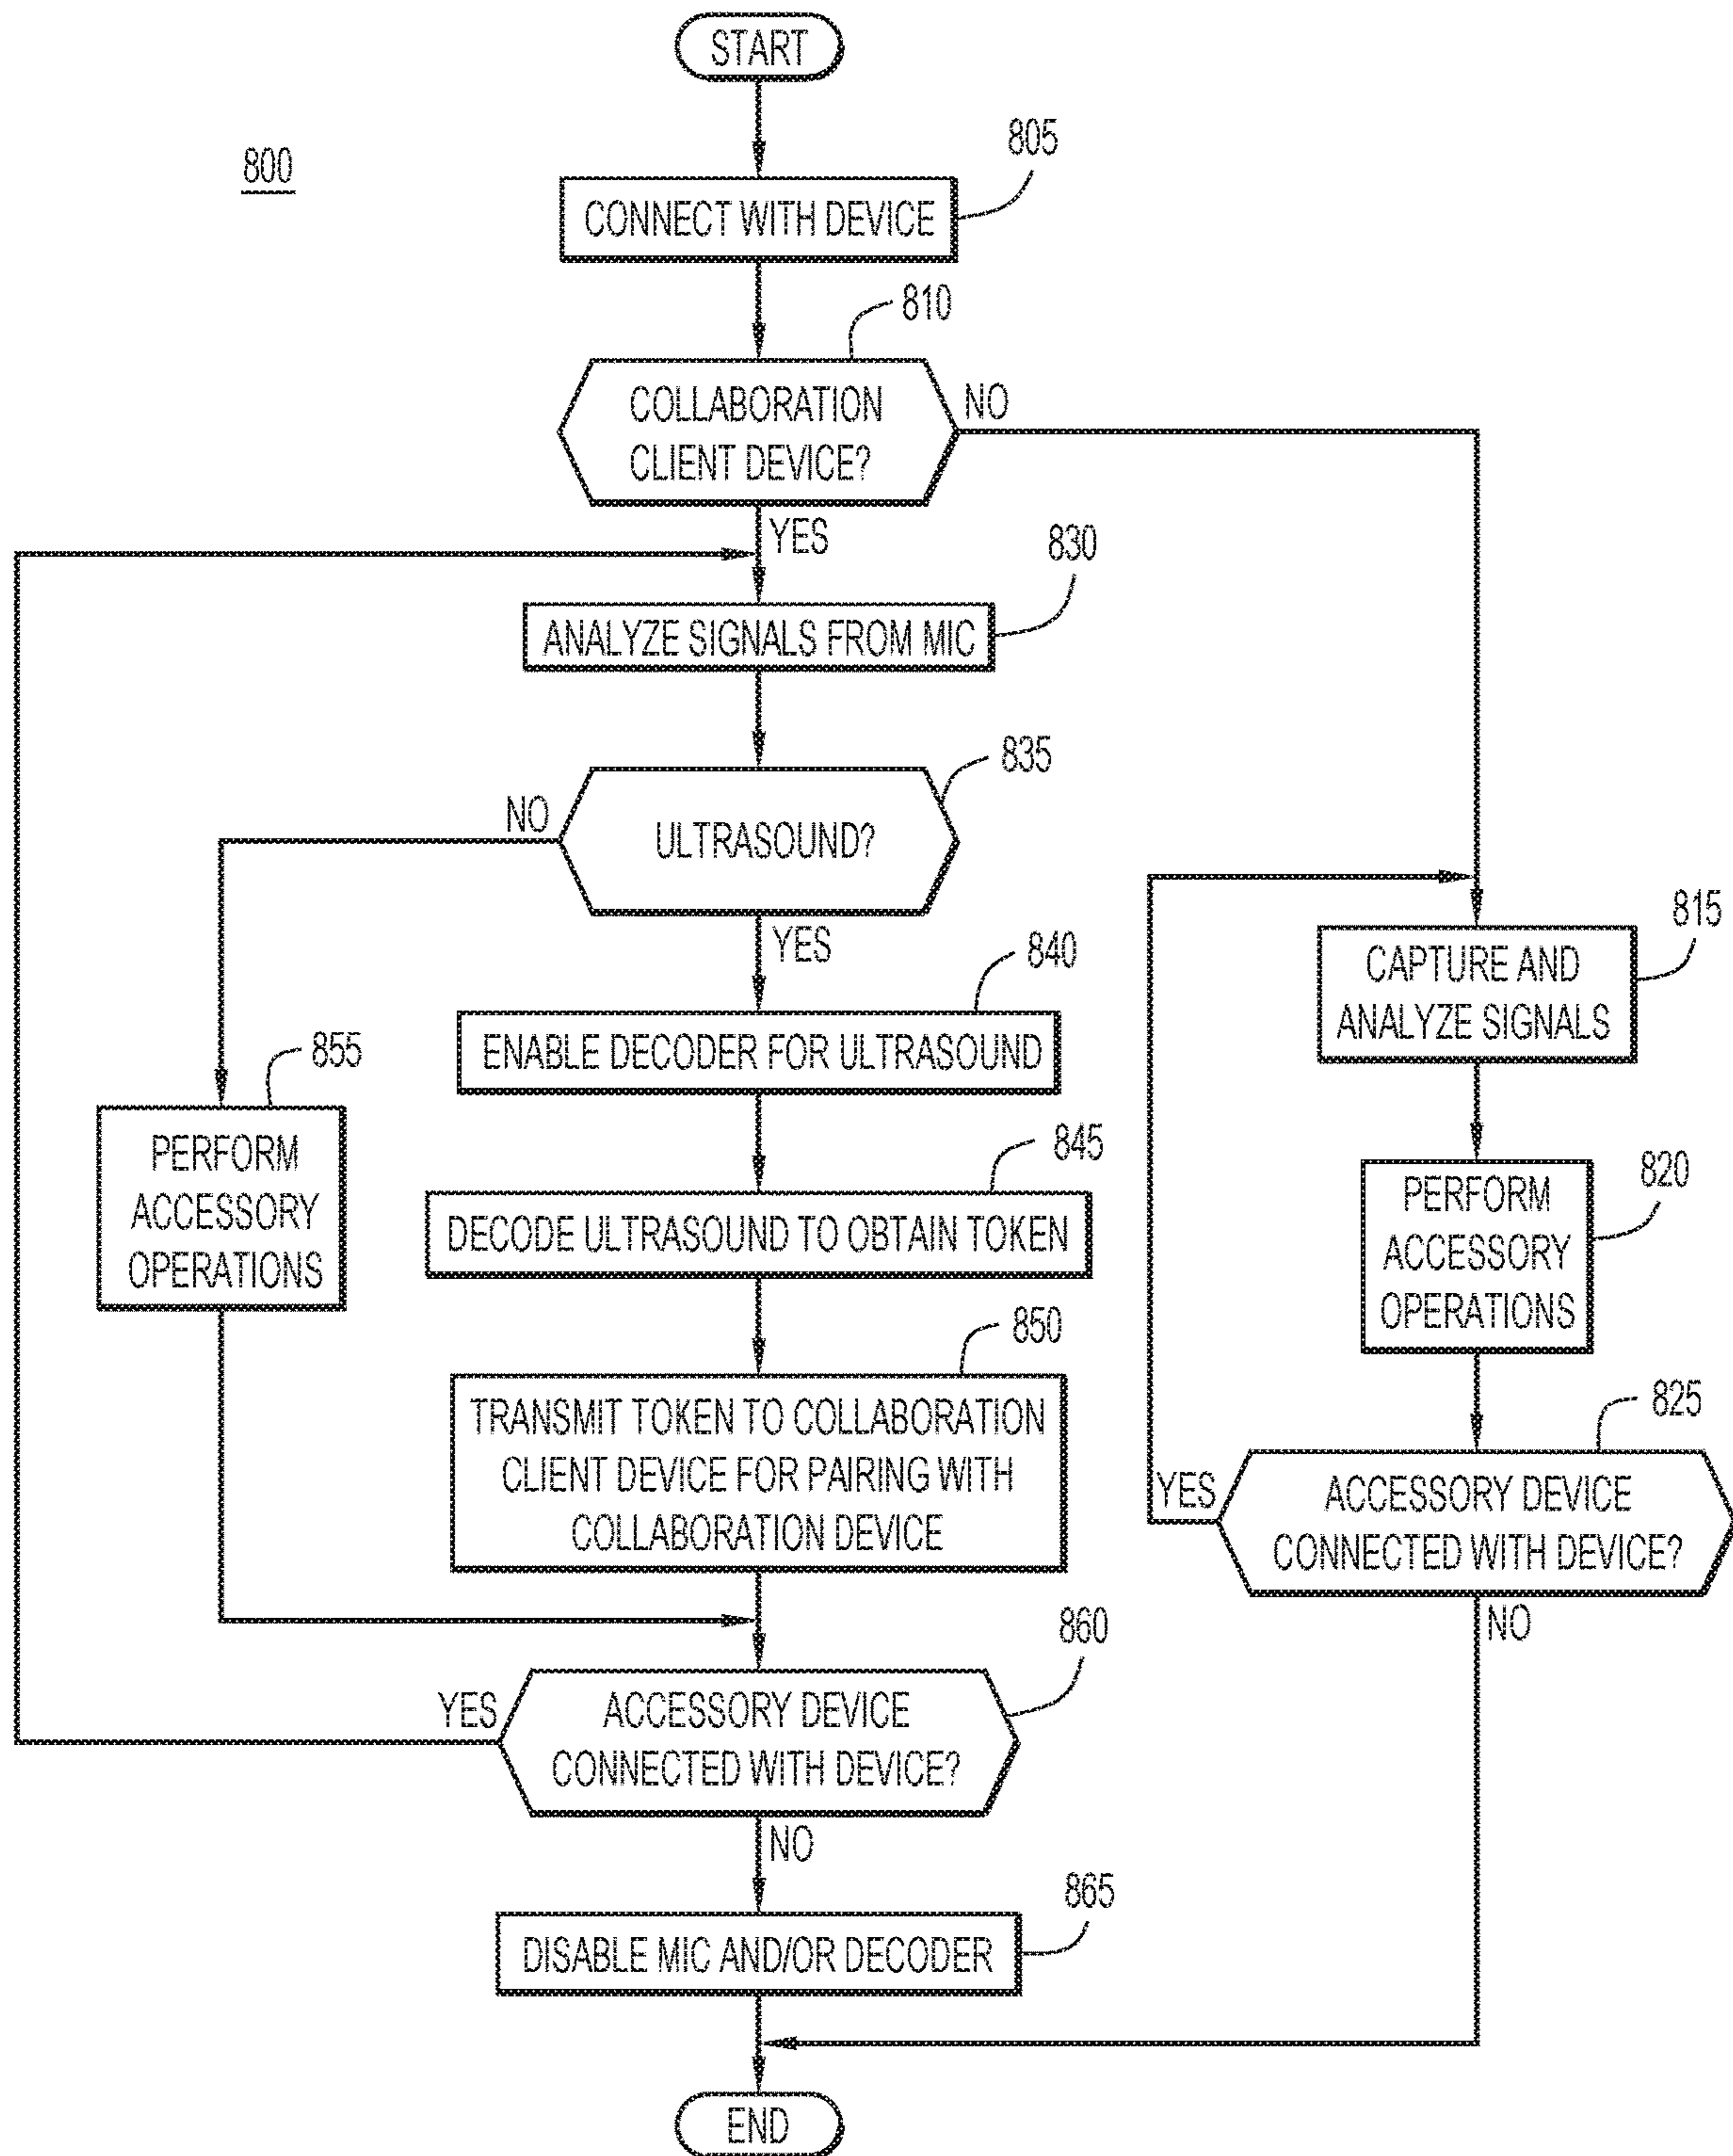 START
800
805
CONNECT WITH DEVICE
810
COLLABORATION
CLIENT DEVICE?
NO
YES
830
ANALYZE SIGNALS FROM MIC
835
NO
ULTRASOUND?
YES
840
ENABLE DECODER FOR ULTRASOUND
855
PERFORM
ACCESSORY
OPERATIONS
845
DECODE ULTRASOUND TO OBTAIN TOKEN
850
TRANSMIT TOKEN TO COLLABORATION
CLIENT DEVICE FOR PAIRING WITH
COLLABORATION DEVICE
815
CAPTURE AND
ANALYZE SIGNALS
820
PERFORM
ACCESSORY
OPERATIONS
825
YES
ACCESSORY DEVICE
CONNECTED WITH DEVICE?
NO
860
YES
ACCESSORY DEVICE
CONNECTED WITH DEVICE?
NO
865
DISABLE MIC AND/OR DECODER
END